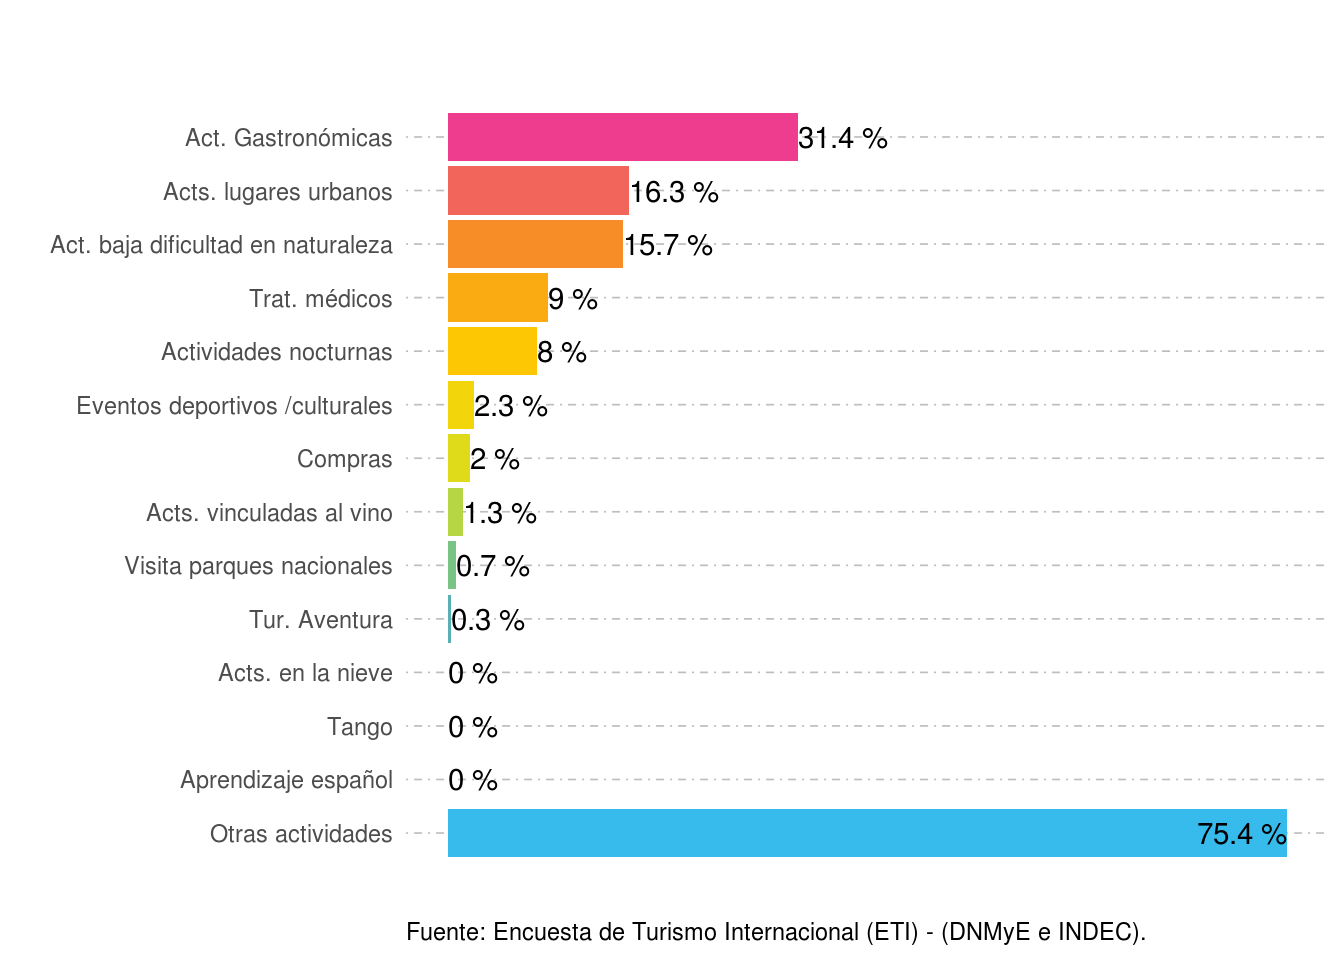 Act. Gastronómicas 31.4 %
Acts. lugares urbanos 16.3 %
Act. baja dificultad en naturaleza 15.7 %
Trat. médicos 9 %
Actividades nocturnas 8 %
Eventos deportivos /culturales 2.3 %
Compras 2 %
Acts. vinculadas al vino 1.3 %
Visita parques nacionales 0.7 %
Tur. Aventura 0.3 %
Acts. en la nieve 0 %
Tango 0 %
Aprendizaje español 0 %
Otras actividades 75.4 %
Fuente: Encuesta de Turismo Internacional (ETI) - (DNMyE e INDEC).